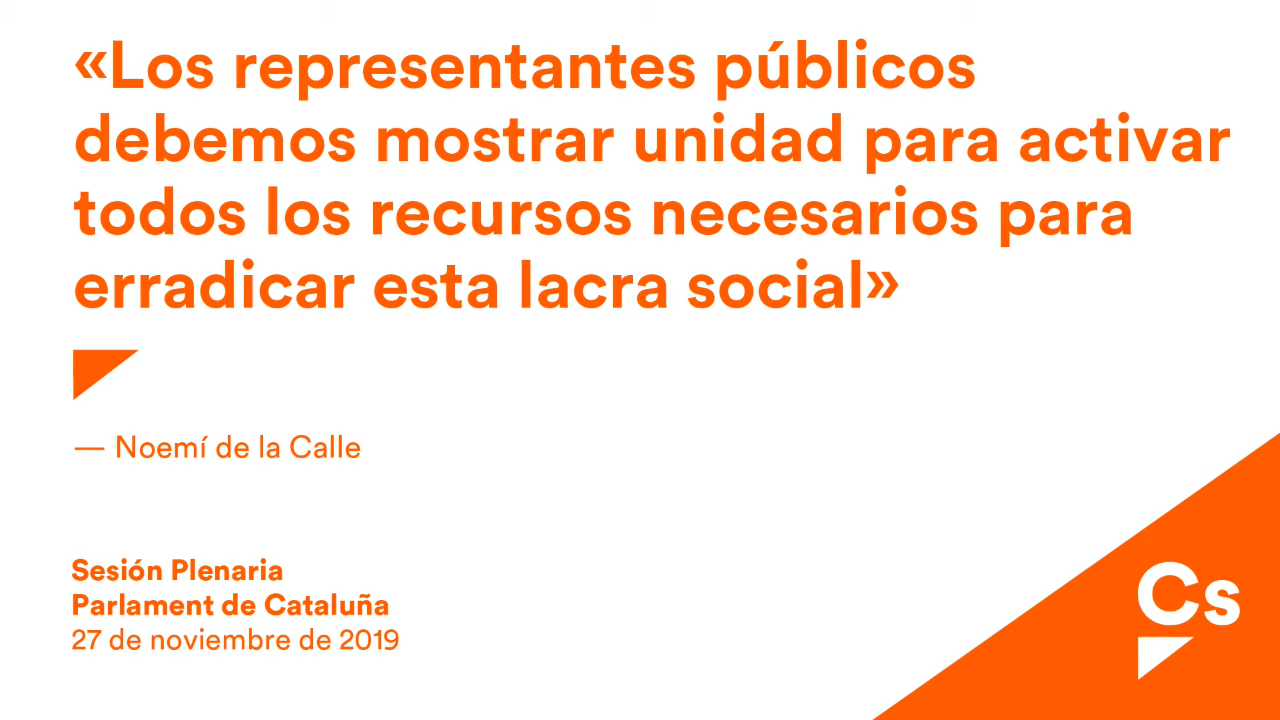 «Los representantes públicos
debemos mostrar unidad para activar
todos los recursos necesarios para
erradicar esta lacra social»
— Noemí de la Calle
Sesión Plenaria
Parlament de Cataluña
27 de noviembre de 2019
Cs